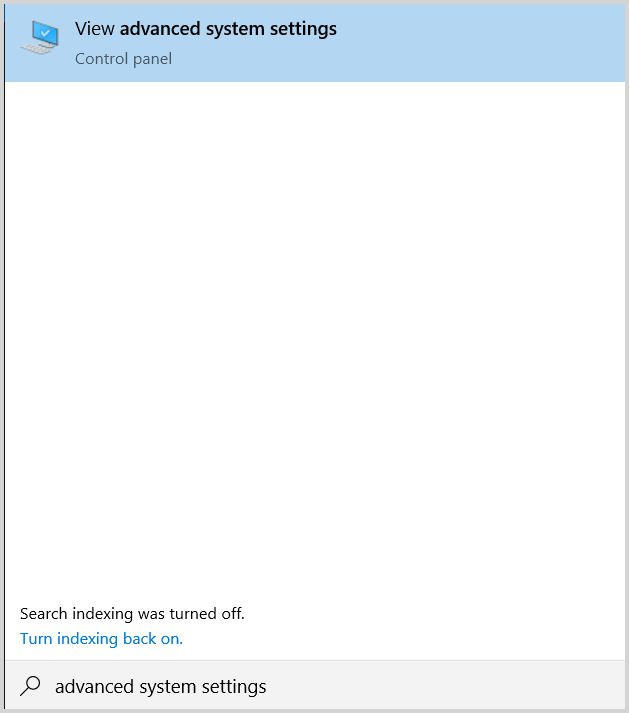 View advanced system settings
Control panel
Search indexing was turned off.
Turn indexing back on.
advanced system settings